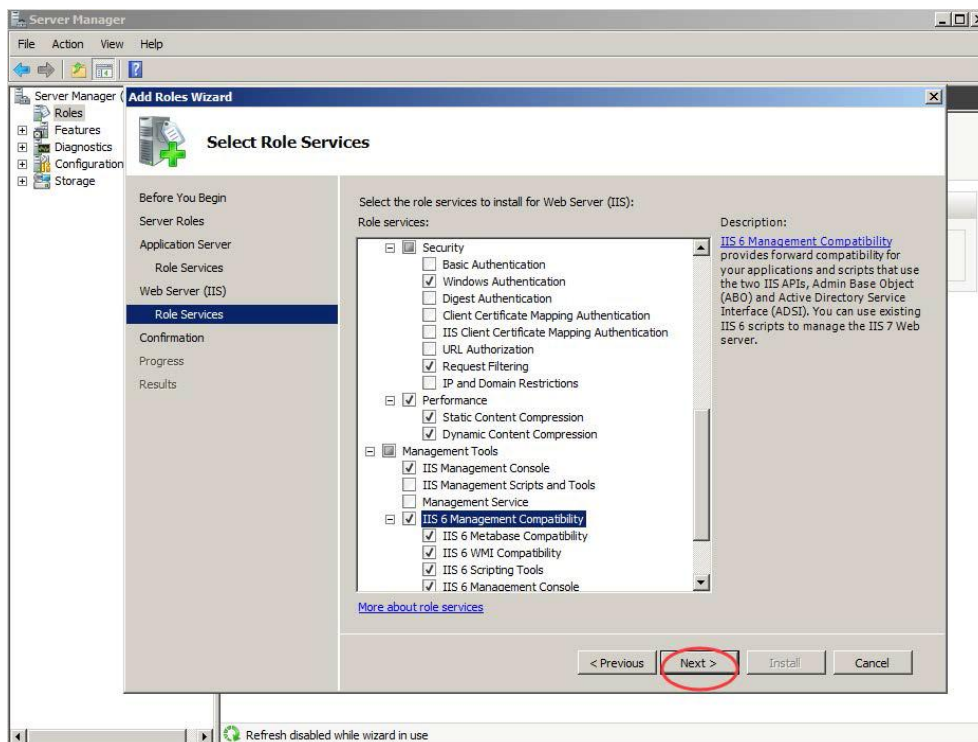 Server Manager
File Action View Help
Server Manager (
Roles
Features
Diagnostics
Configuration
Storage
Add Roles Wizard
Select Role Services
Before You Begin
Server Roles
Application Server
Role Services
Web Server (IIS)
Role Services
Confirmation
Progress
Results
Select the role services to install for Web Server (IIS):
Role services:
Security
Basic Authentication
Windows Authentication
Digest Authentication
Client Certificate Mapping Authentication
IIS Client Certificate Mapping Authentication
URL Authorization
Request Filtering
IP and Domain Restrictions
Performance
Static Content Compression
Dynamic Content Compression
Management Tools
IIS Management Console
IIS Management Scripts and Tools
Management Service
IIS 6 Management Compatibility
IIS 6 Metabase Compatibility
IIS 6 WMI Compatibility
IIS 6 Scripting Tools
IIS 6 Management Console
More about role services
Description:
IIS 6 Management Compatibility
provides forward compatibility for
your applications and scripts that use
the two IIS APIs, Admin Base Object
(ABO) and Active Directory Service
Interface (ADSI). You can use existing
IIS 6 scripts to manage the IIS 7 Web
server.
< Previous Next > Install Cancel
Refresh disabled while wizard in use